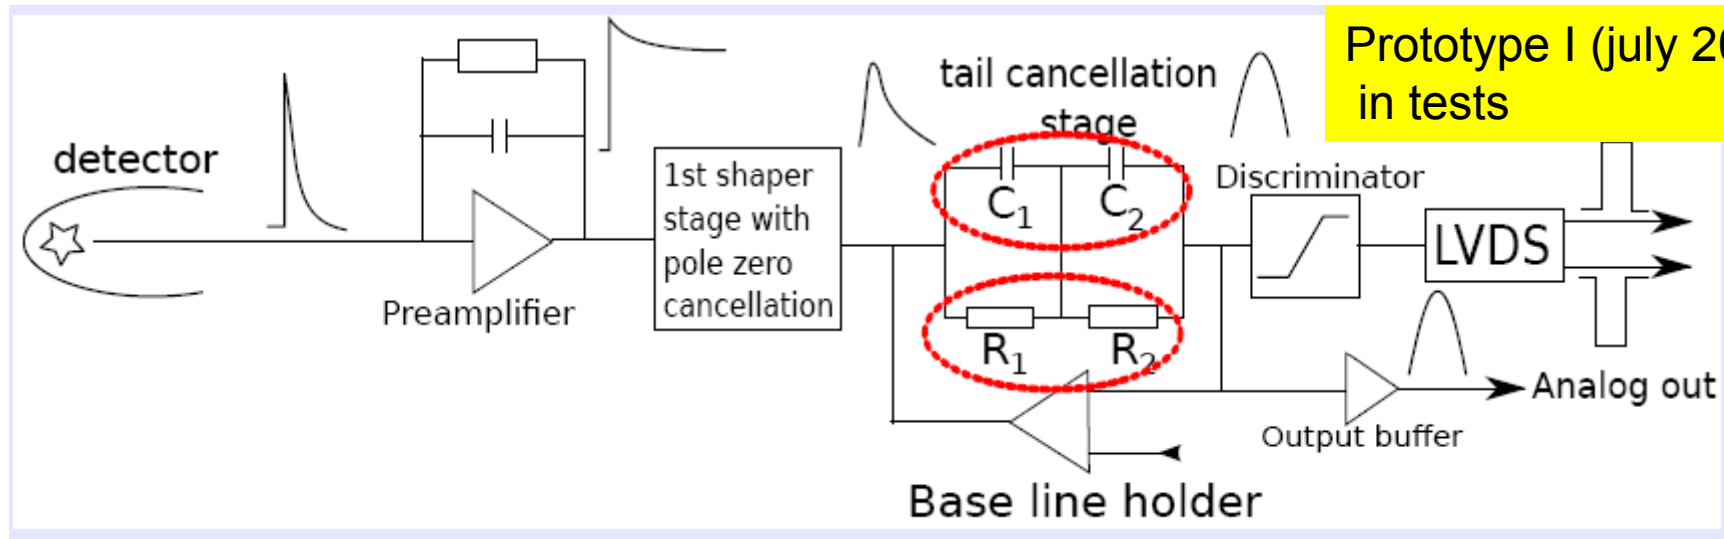 Prototype I (july 20
in tests
tail cancellation
stage
detector
1st shaper
stage with
pole zero
cancellation
C1
C2
Discriminator
LVDS
Preamplifier
R1
R2
Analog out
Output buffer
Base line holder